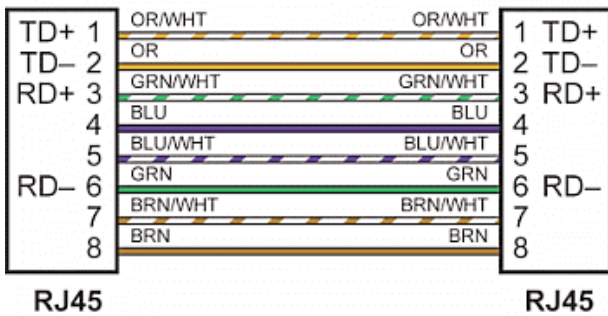 OR/WHT OR/WHT
TD+ 1 1 TD+
OR OR
TD– 2 2 TD–
GRN/WHT GRN/WHT
RD+ 3 3 RD+
BLU BLU
4 4
BLU/WHT BLU/WHT
5 5
GRN GRN
RD– 6 6 RD–
BRN/WHT BRN/WHT
7 7
BRN BRN
8 8
RJ45 RJ45